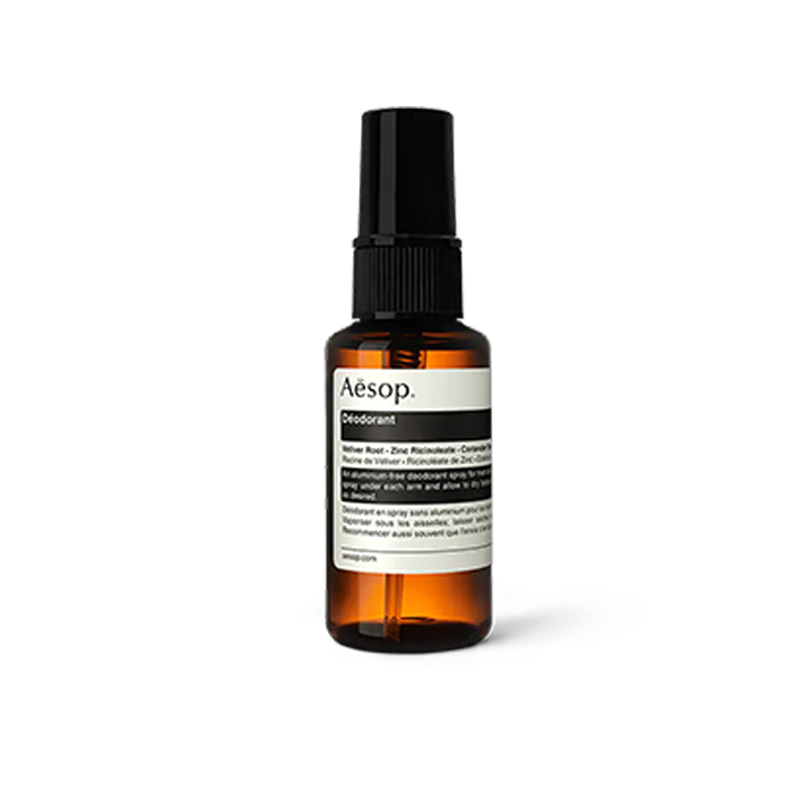 Aēsop.
Déodorant
Vetiver Root - Zinc Ricinoleate - Coriander
Racine de Vétiver - Ricinoléate de Zinc -
An aluminium-free deodorant spray for
spray under each arm and allow to dry
as desired.
Déodorant en spray sans aluminium pour
Vaporiser sous les aisselles; laisser
Recommencer aussi souvent que
aesop.com